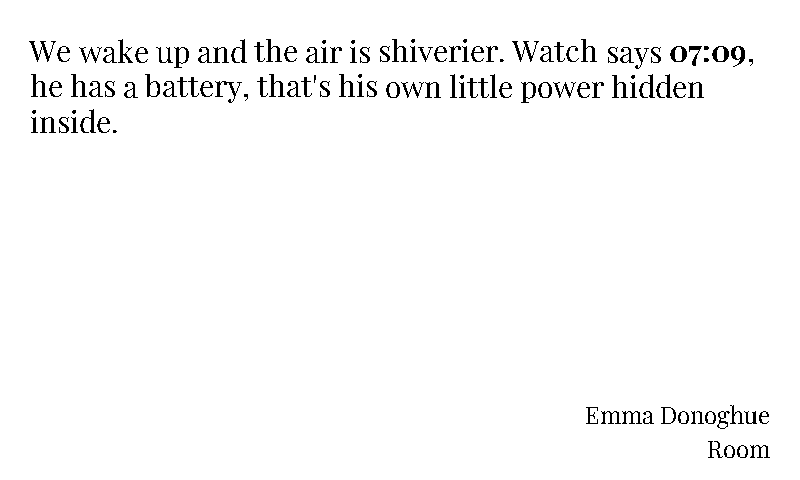 We wake up and the air is shiverier. Watch says 07:09,
he has a battery, that's his own little power hidden
inside.
Emma Donoghue
Room